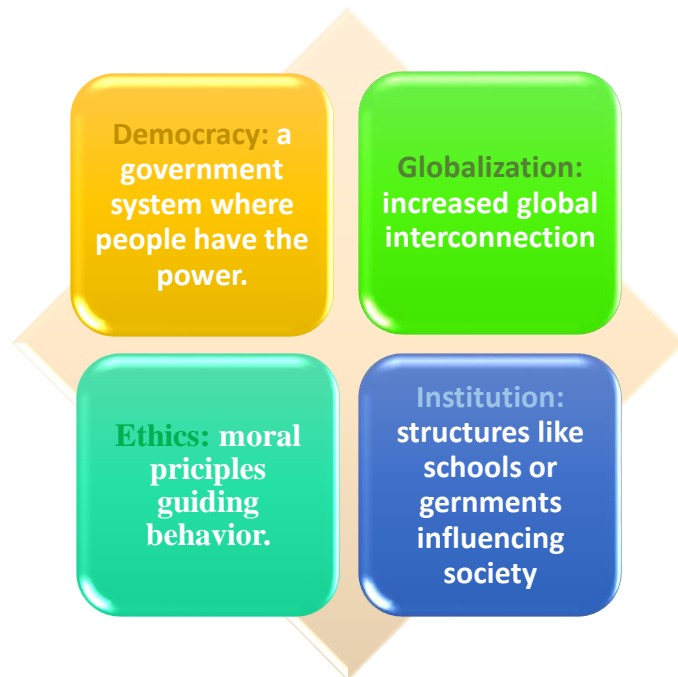 Democracy: a
government
system where
people have the
power.
Globalization:
increased global
interconnection
Ethics: moral
priciples
guiding
behavior.
Institution:
structures like
schools or
gernments
influencing
society